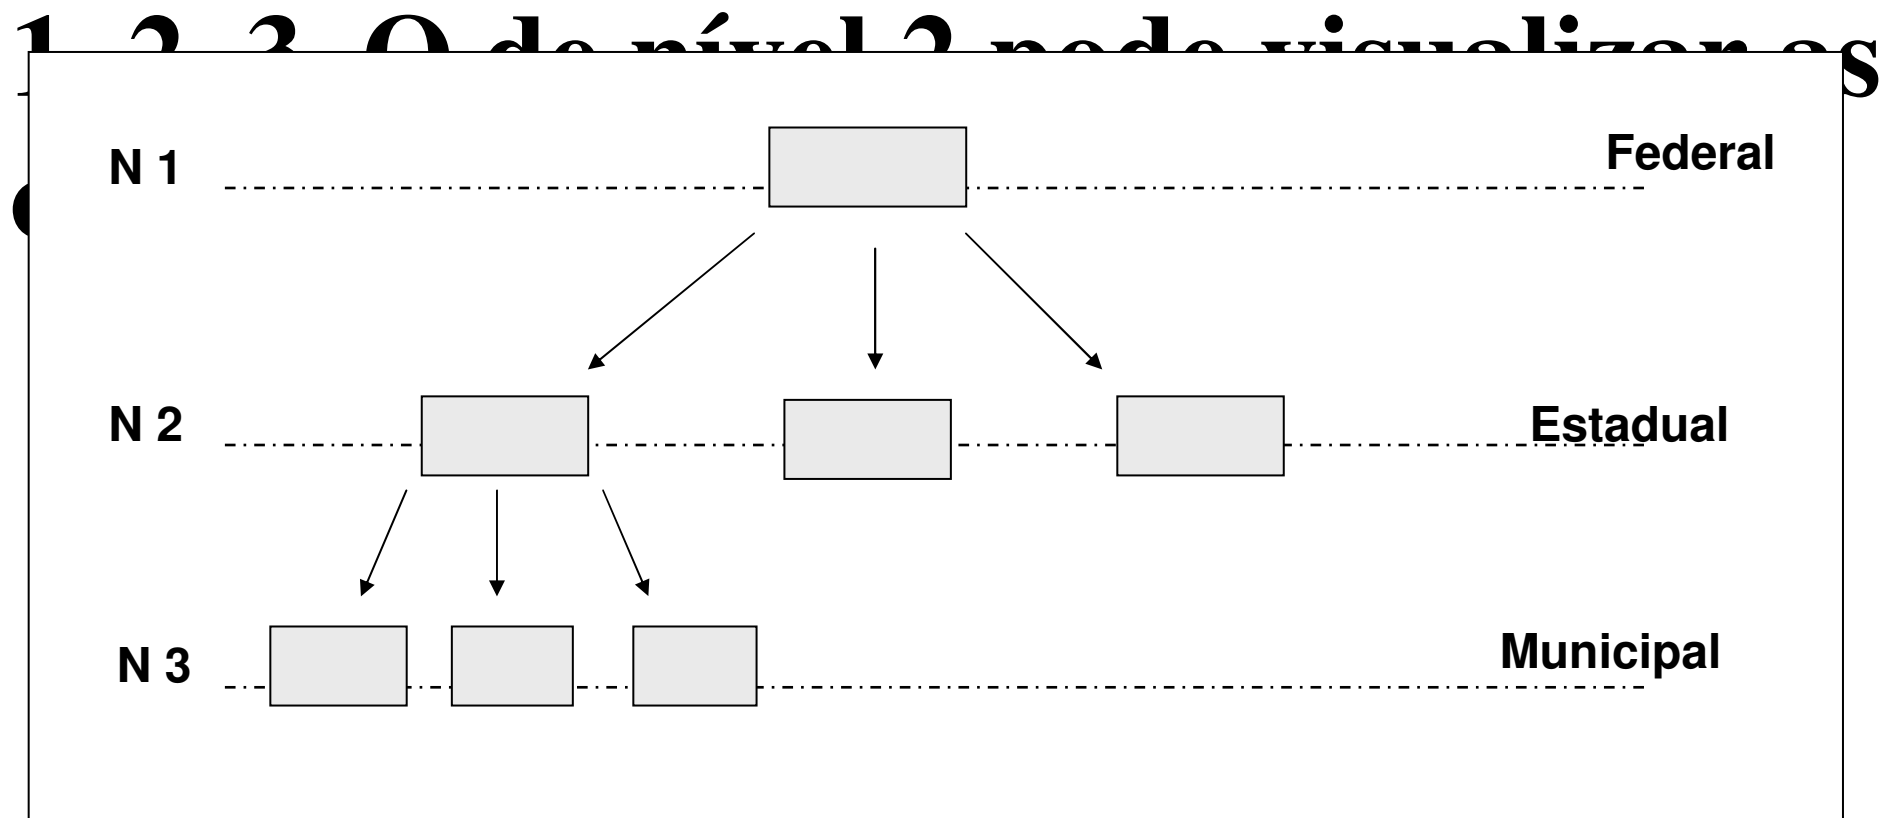 1, 2, 3. O de nível 2 pode visualizar as
N 1
Federal
N 2
Estadual
N 3
Municipal